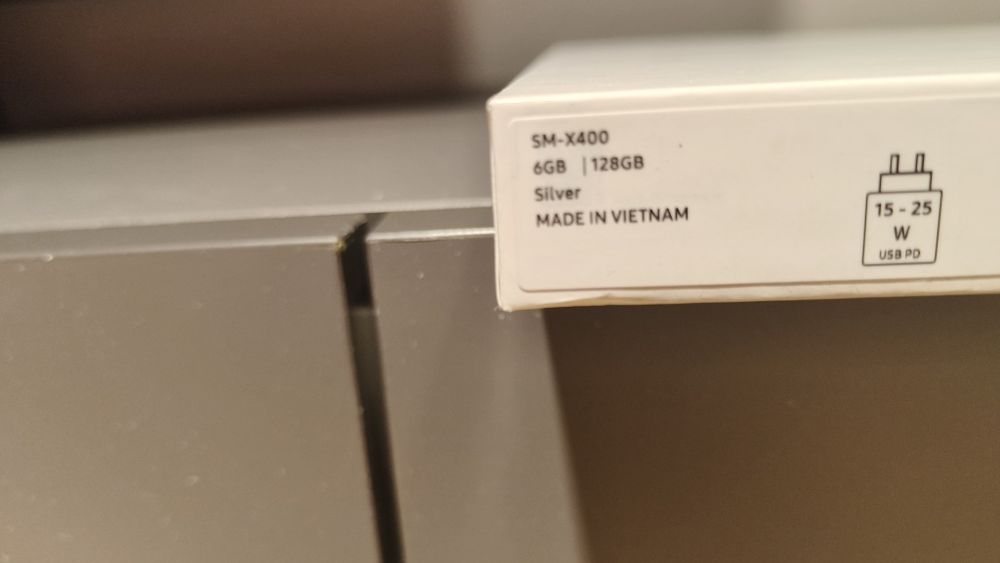 SM-X400
6GB | 128GB
Silver
MADE IN VIETNAM
15 - 25
W
USB PD